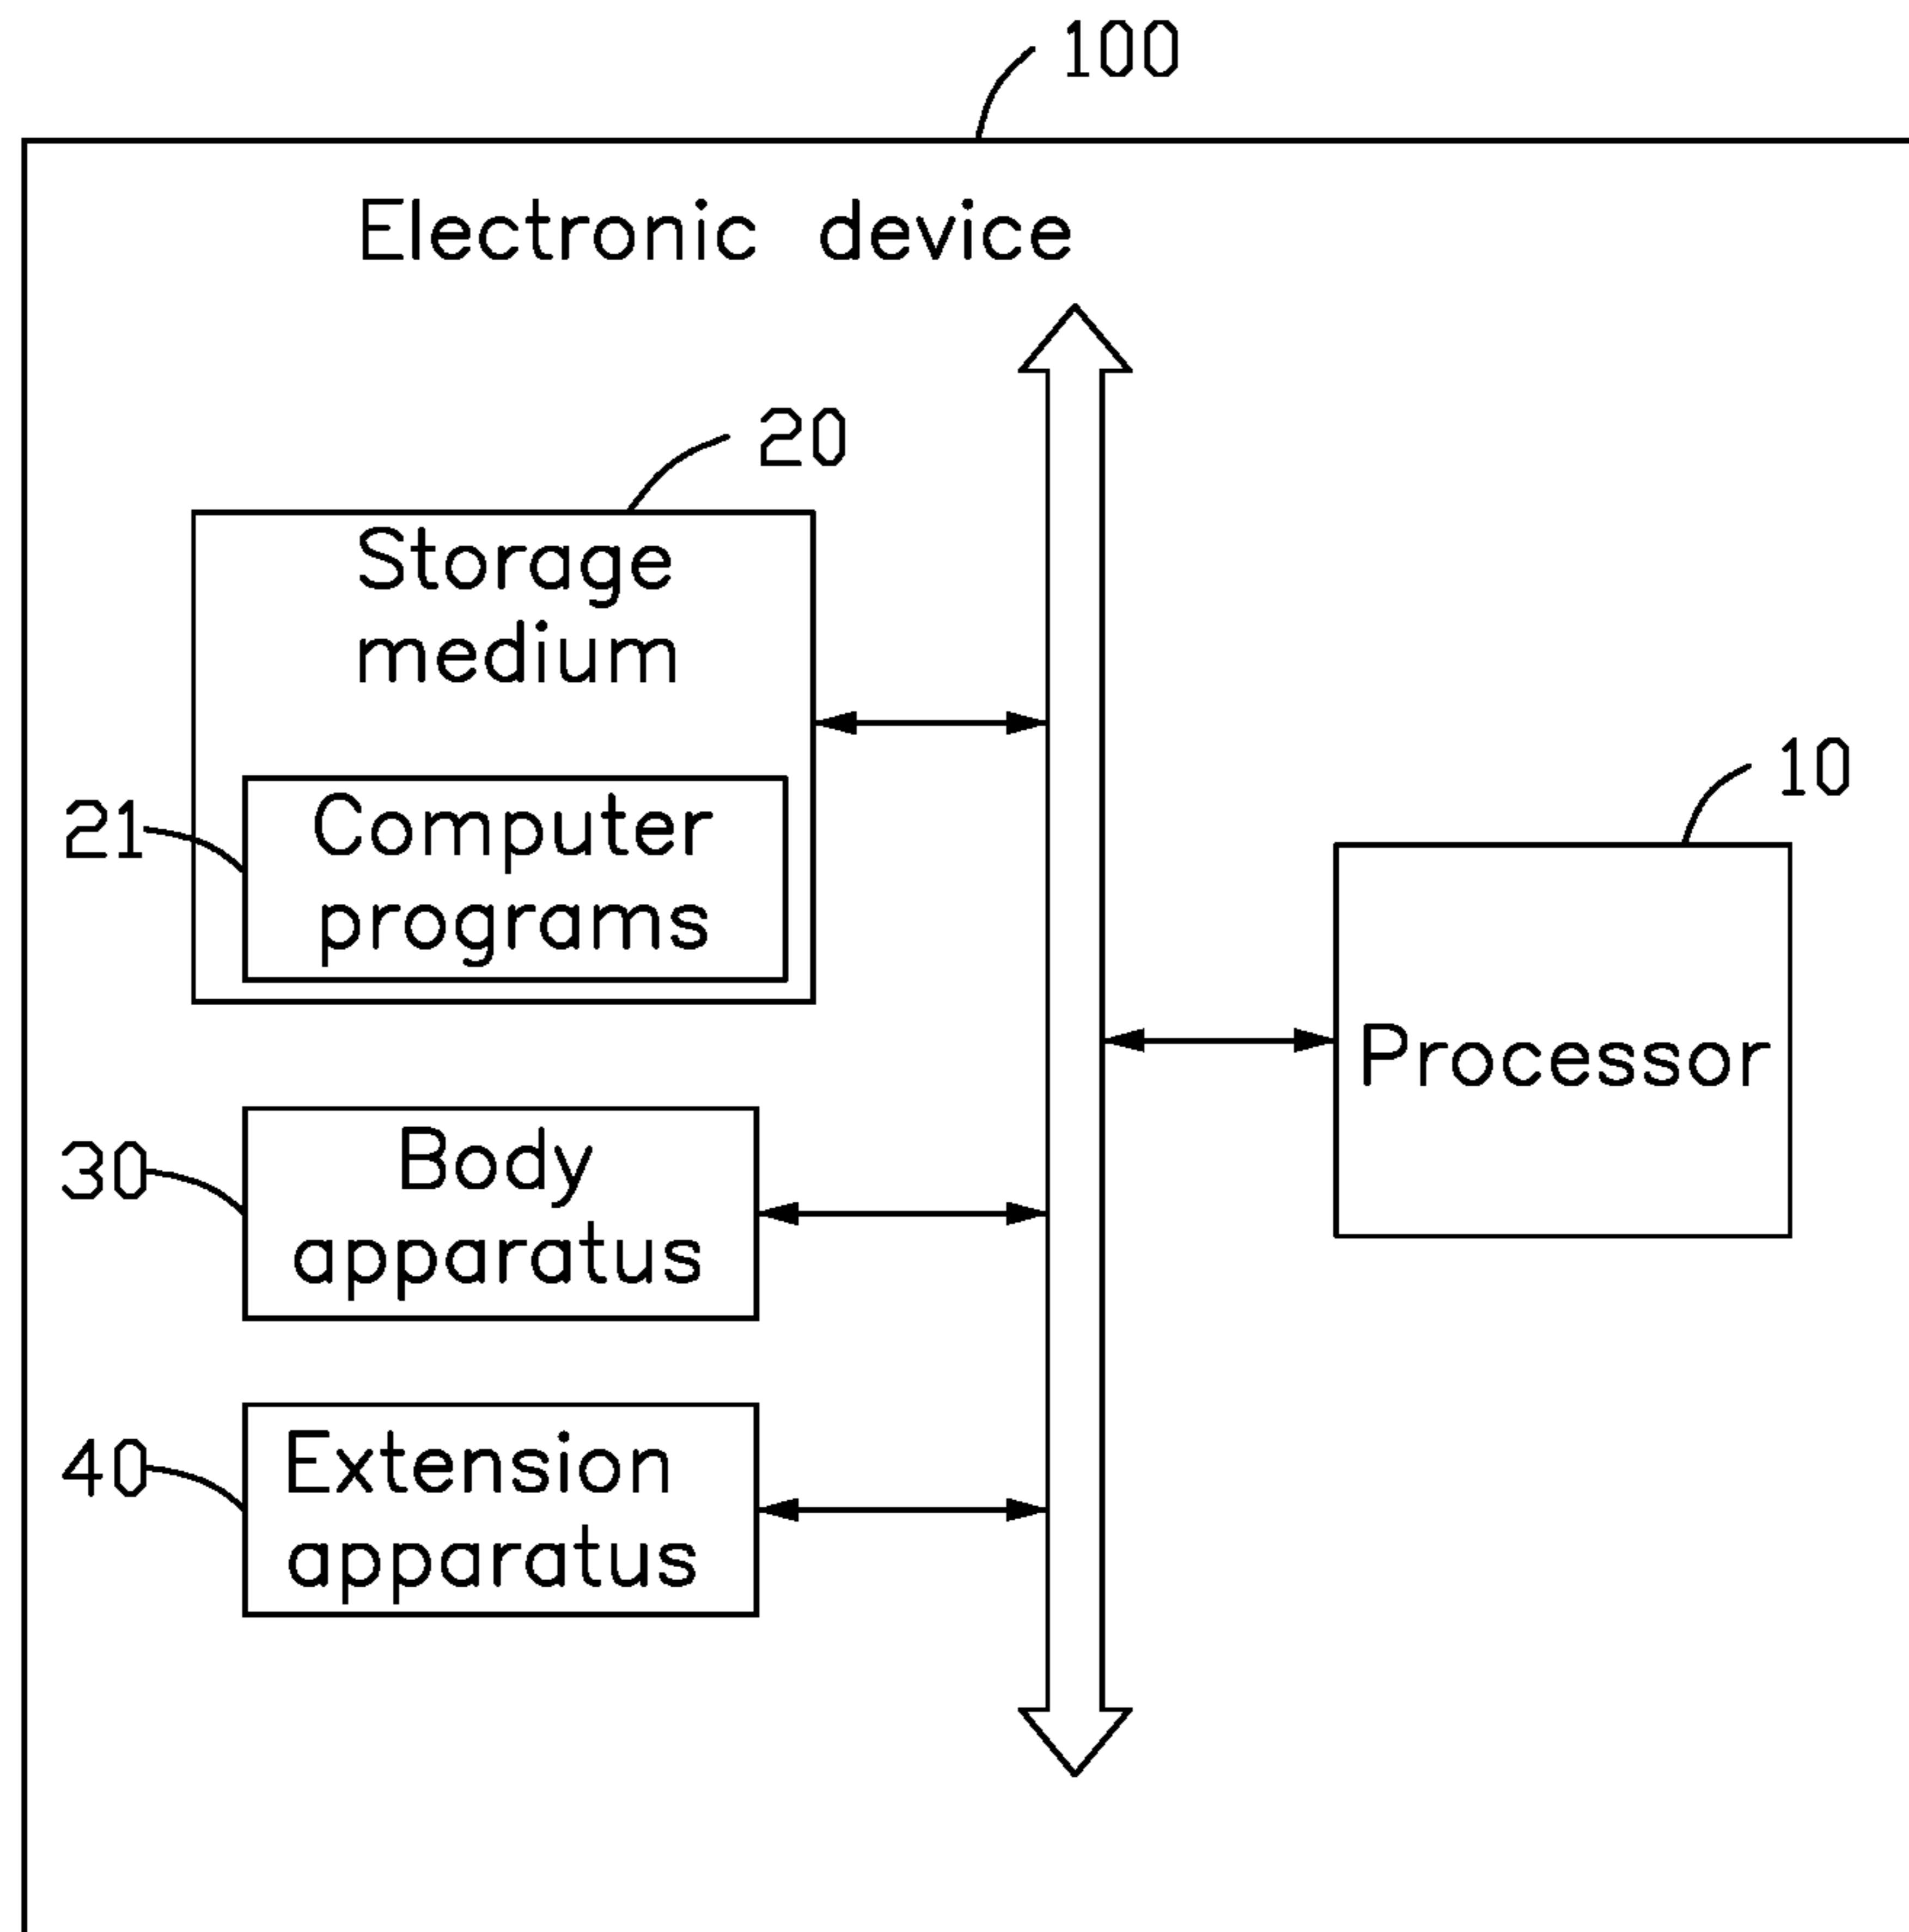 100
Electronic device
20
Storage
medium
21
Computer
programs
10
Processor
30
Body
apparatus
40
Extension
apparatus